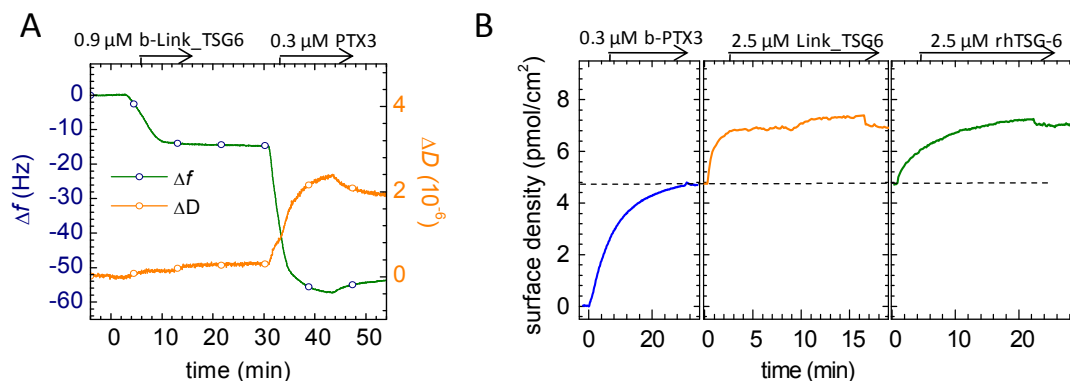 A
0.9 µM b-Link_TSG6
0.3 µM PTX3
0
-10
-20
-30
-40
-50
-60
Δf (Hz)
Δf
ΔD
4
2
0
ΔD (10-6)
0 10 20 30 40 50
time (min)
B
0.3 µM b-PTX3
2.5 µM Link_TSG6
2.5 µM rhTSG-6
8
6
4
2
0
surface density (pmol/cm2)
0 20
0 5 10 15
0 20
time (min)